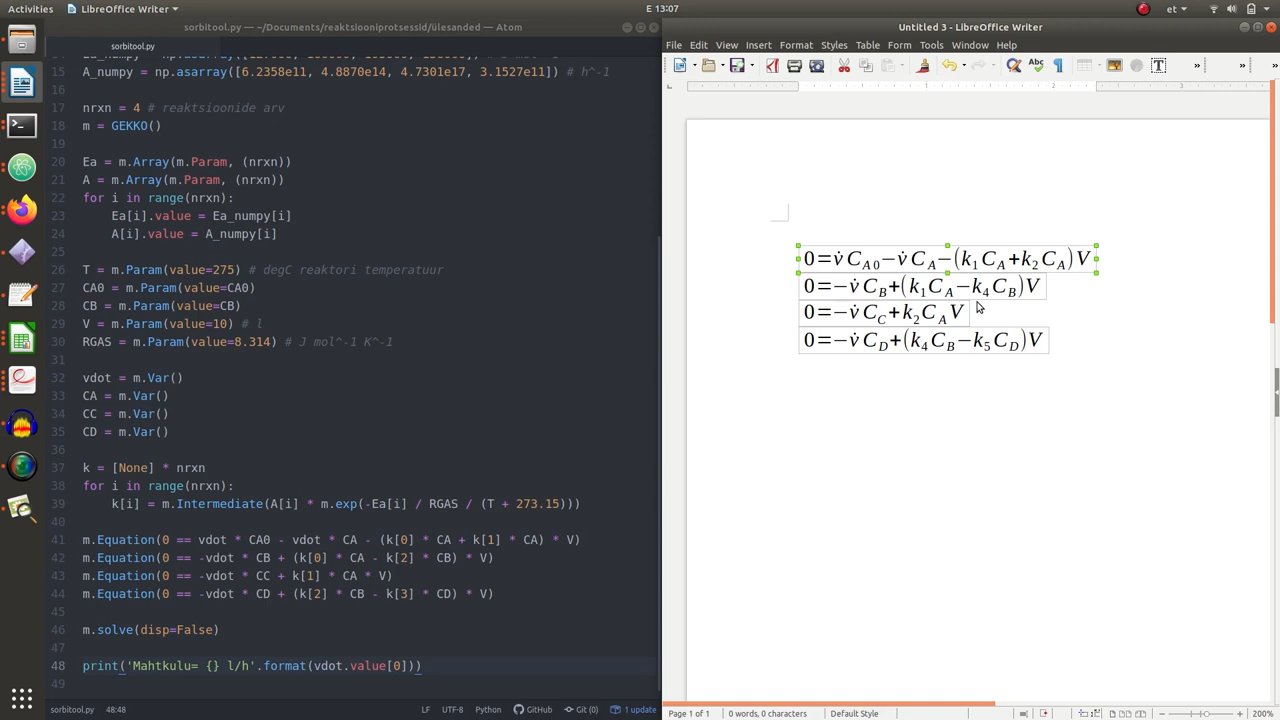 Activities
LibreOffice Writer
E 13:07
et
sorbitool.py — ~/Documents/reaktsiooniprotsessid/ülesanded — Atom
Untitled 3 - LibreOffice Writer
sorbitool.py
File Edit View Insert Format Styles Table Form Tools Window Help
15 A_numpy = np.asarray([6.2358e11, 4.8870e14, 4.7301e17, 3.1527e11]) # h^-1
16
17 nrxn = 4 # reaktsioonide arv
18 m = GEKKO()
19
20 Ea = m.Array(m.Param, (nrxn))
21 A = m.Array(m.Param, (nrxn))
22 for i in range(nrxn):
23 Ea[i].value = Ea_numpy[i]
24 A[i].value = A_numpy[i]
25
26 T = m.Param(value=275) # degC reaktori temperatuur
27 CA0 = m.Param(value=CA0)
28 CB = m.Param(value=CB)
29 V = m.Param(value=10) # l
30 RGAS = m.Param(value=8.314) # J mol^-1 K^-1
31
32 vdot = m.Var()
33 CA = m.Var()
34 CC = m.Var()
35 CD = m.Var()
36
37 k = [None] * nrxn
38 for i in range(nrxn):
39 k[i] = m.Intermediate(A[i] * m.exp(-Ea[i] / RGAS / (T + 273.15)))
40
41 m.Equation(0 == vdot * CA0 - vdot * CA - (k[0] * CA + k[1] * CA) * V)
42 m.Equation(0 == -vdot * CB + (k[0] * CA - k[2] * CB) * V)
43 m.Equation(0 == -vdot * CC + k[1] * CA * V)
44 m.Equation(0 == -vdot * CD + (k[2] * CB - k[3] * CD) * V)
45
46 m.solve(disp=False)
47
48 print('Mahtkulu= {} l/h'.format(vdot.value[0]))
49
0=v̇ C_A0−v̇ C_A−(k₁C_A+k₂C_A)V
0=−v̇ C_B+(k₁C_A−k₄C_B)V
0=−v̇ C_C+k₂C_A V
0=−v̇ C_D+(k₄C_B−k₅C_D)V
sorbitool.py 48:48 LF UTF-8 Python GitHub Git (0) 1 update
Page 1 of 1 0 words, 0 characters Default Style 200%